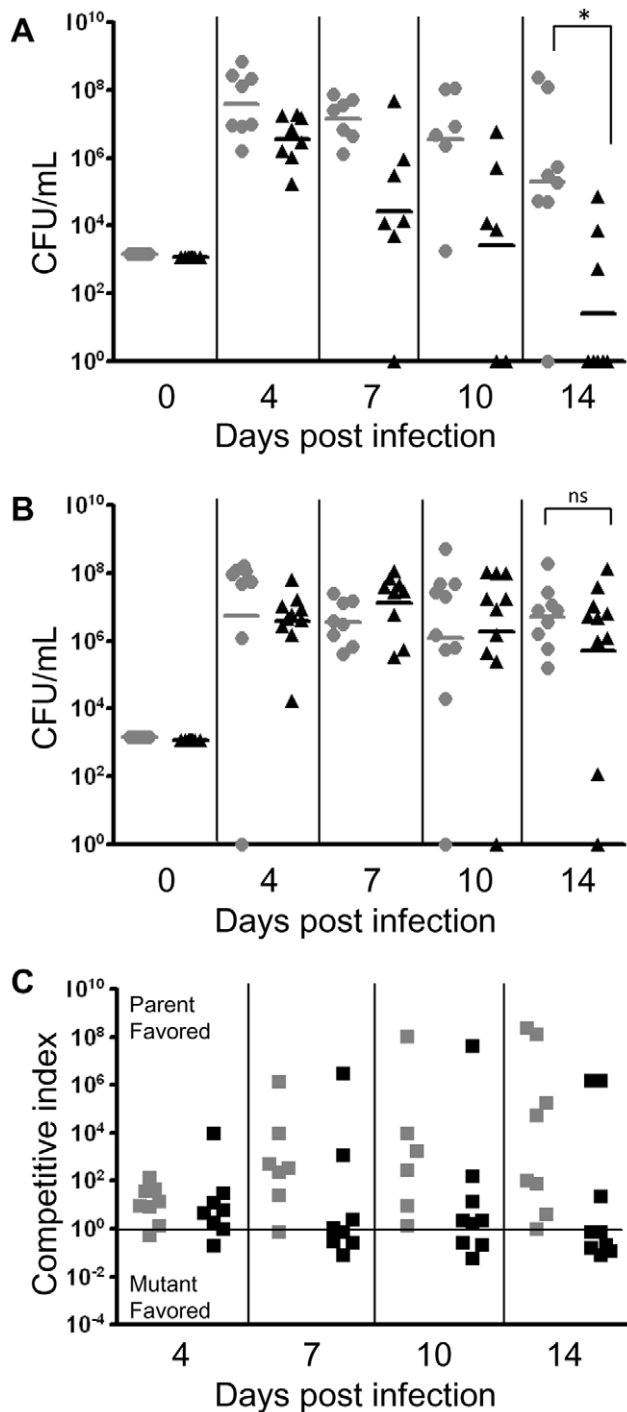 A
CFU/mL
10¹⁰
10⁸
10⁶
10⁴
10²
10⁰
*
0 4 7 10 14
Days post infection
B
CFU/mL
10¹⁰
10⁸
10⁶
10⁴
10²
10⁰
ns
0 4 7 10 14
Days post infection
C
Competitive index
10¹⁰
10⁸
10⁶
10⁴
10²
10⁰
10⁻²
10⁻⁴
Parent
Favored
Mutant
Favored
4 7 10 14
Days post infection